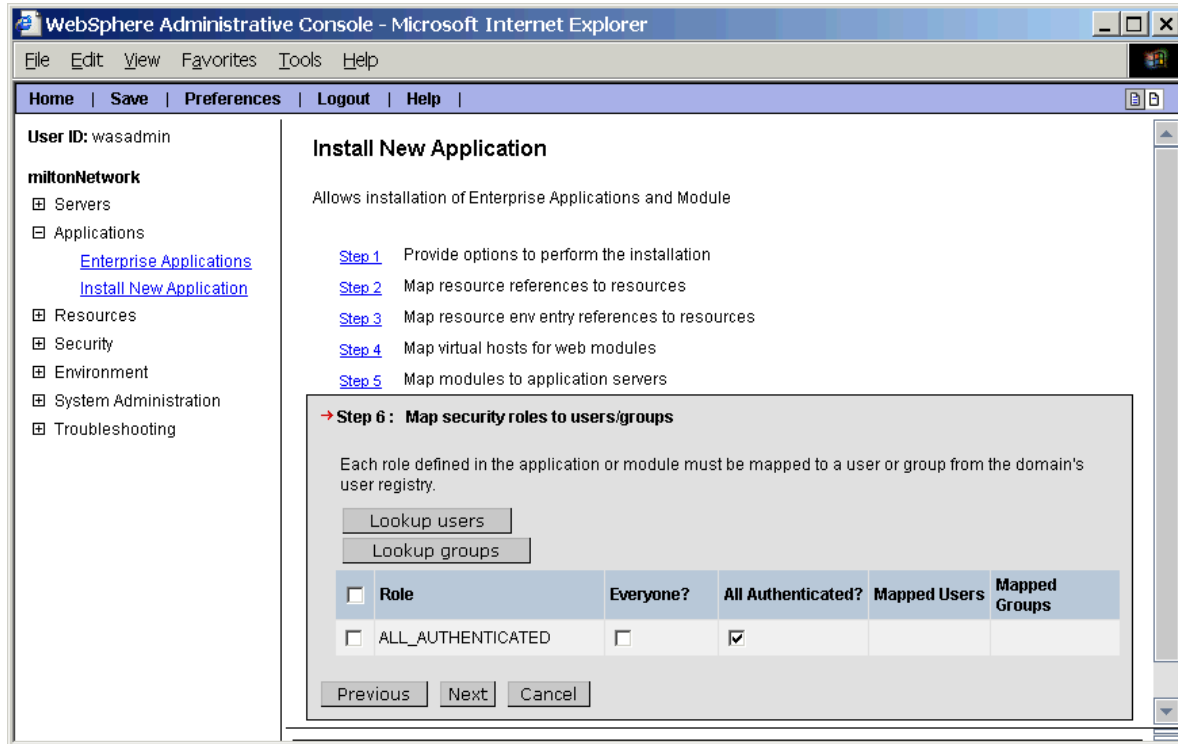 WebSphere Administrative Console - Microsoft Internet Explorer
File Edit View Favorites Tools Help
Home | Save | Preferences | Logout | Help |
User ID: wasadmin
miltonNetwork
Servers
Applications
Enterprise Applications
Install New Application
Resources
Security
Environment
System Administration
Troubleshooting
Install New Application
Allows installation of Enterprise Applications and Module
Step 1 Provide options to perform the installation
Step 2 Map resource references to resources
Step 3 Map resource env entry references to resources
Step 4 Map virtual hosts for web modules
Step 5 Map modules to application servers
Step 6 : Map security roles to users/groups
Each role defined in the application or module must be mapped to a user or group from the domain's
user registry.
Lookup users
Lookup groups
Role Everyone? All Authenticated? Mapped Users Mapped Groups
ALL_AUTHENTICATED
Previous Next Cancel